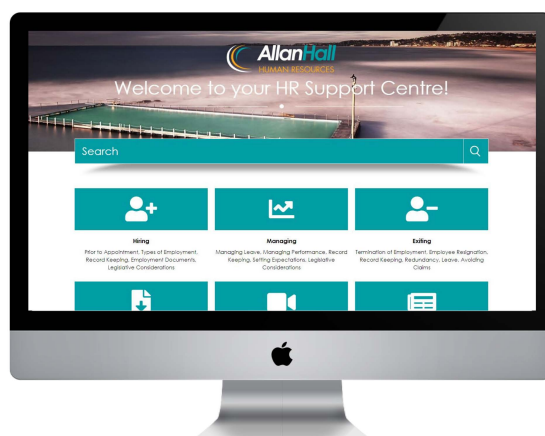 AllanHall
HUMAN RESOURCES
Welcome to your HR Support Centre!
Search
Hiring
Prior to Appointment, Types of Employment,
Record Keeping, Employment Documents,
Legislative Considerations
Managing
Managing Leave, Managing Performance, Record
Keeping, Setting Expectations, Legislative
Considerations
Exiting
Termination of Employment, Employee Resignation,
Record Keeping, Redundancy, Leave, Avoiding
Claims